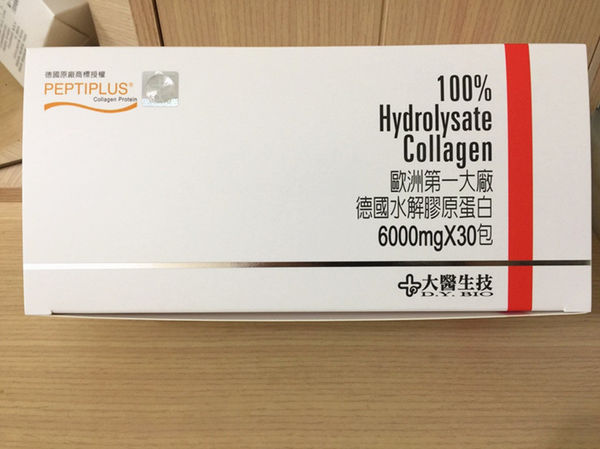 德國原廠商標授權
PEPTIPLUS®
Collagen Protein
100%
Hydrolysate
Collagen
歐洲第一大廠
德國水解膠原蛋白
6000mgX30包
大醫生技
D.Y. BIO